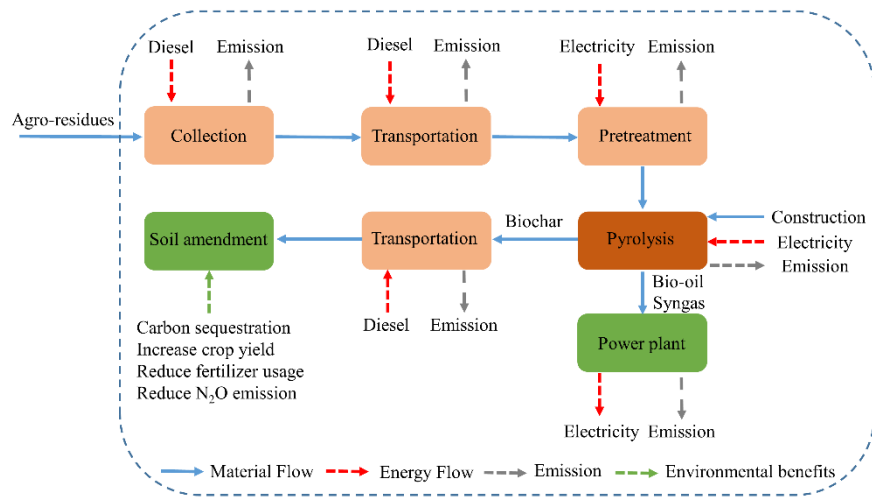 Diesel
Emission
Diesel
Emission
Electricity
Emission
Agro-residues
Collection
Transportation
Pretreatment
Soil amendment
Transportation
Biochar
Pyrolysis
Construction
Electricity
Emission
Bio-oil
Syngas
Carbon sequestration
Increase crop yield
Reduce fertilizer usage
Reduce N₂O emission
Diesel
Emission
Power plant
Electricity
Emission
Material Flow
Energy Flow
Emission
Environmental benefits